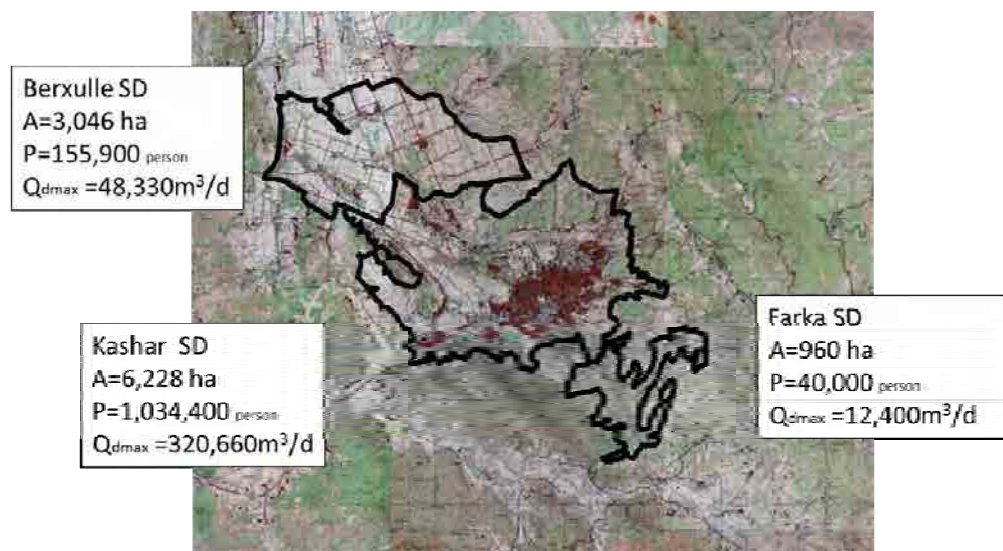 Berxulle SD
A=3,046 ha
P=155,900 person
Qdmax =48,330m³/d
Kashar SD
A=6,228 ha
P=1,034,400 person
Qdmax =320,660m³/d
Farka SD
A=960 ha
P=40,000 person
Qdmax =12,400m³/d